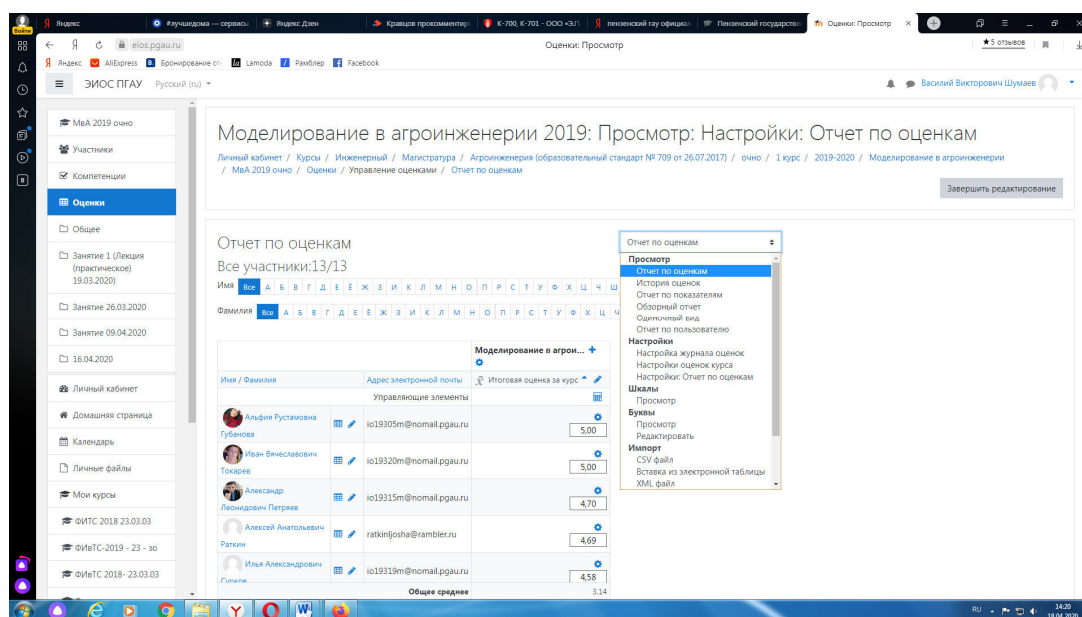 Войти
Яндекс
#лучшедома — сервисы
Яндекс.Дзен
Кравцов прокомментиро
К-700, К-701 - ООО «Э.П
пензенский гау официал
Пензенский государстве
Оценки: Просмотр
eios.pgau.ru
Оценки: Просмотр
★ 5 отзывов
Яндекс
AliExpress
Бронирование от
Lamoda
Рамблер
Facebook
ЭИОС ПГАУ
Русский (ru)
Василий Викторович Шумаев
МвА 2019 очно
Участники
Компетенции
Оценки
Общее
Занятие 1 (Лекция
(практическое)
19.03.2020)
Занятие 26.03.2020
Занятие 09.04.2020
16.04.2020
Личный кабинет
Домашняя страница
Календарь
Личные файлы
Мои курсы
ФИТС 2018 23.03.03
ФИвТС-2019 - 23 - зо
ФИвТС 2018- 23.03.03
Моделирование в агроинженерии 2019: Просмотр: Настройки: Отчет по оценкам
Личный кабинет / Курсы / Инженерный / Магистратура / Агроинженерия (образовательный стандарт № 709 от 26.07.2017) / очно / 1 курс / 2019-2020 / Моделирование в агроинженерии
/ МвА 2019 очно / Оценки / Управление оценками / Отчет по оценкам
Завершить редактирование
Отчет по оценкам
Все участники:13/13
Имя Все А Б В Г Д Е Ё Ж З И К Л М Н О П Р С Т У Ф Х Ц Ч Ш
Фамилия Все А Б В Г Д Е Ё Ж З И К Л М Н О П Р С Т У Ф Х Ц Ч
Моделирование в агрои...
Имя / Фамилия
Адрес электронной почты
Итоговая оценка за курс
Управляющие элементы
Альфия Рустамовна
Губанова
io19305m@nomail.pgau.ru
5,00
Иван Вячеславович
Токарев
io19320m@nomail.pgau.ru
5,00
Александр
Леонидович Петряев
io19315m@nomail.pgau.ru
4,70
Алексей Анатольевич
Раткин
ratkinljosha@rambler.ru
4,69
Илья Александрович
Сурков
io19319m@nomail.pgau.ru
4,58
Общее среднее
3,14
Отчет по оценкам
Просмотр
Отчет по оценкам
История оценок
Отчет по показателям
Обзорный отчет
Одиночный вид
Отчет по пользователю
Настройки
Настройка журнала оценок
Настройки оценок курса
Настройки: Отчет по оценкам
Шкалы
Просмотр
Буквы
Просмотр
Редактировать
Импорт
CSV файл
Вставка из электронной таблицы
XML файл
RU
14:20
18.04.2020